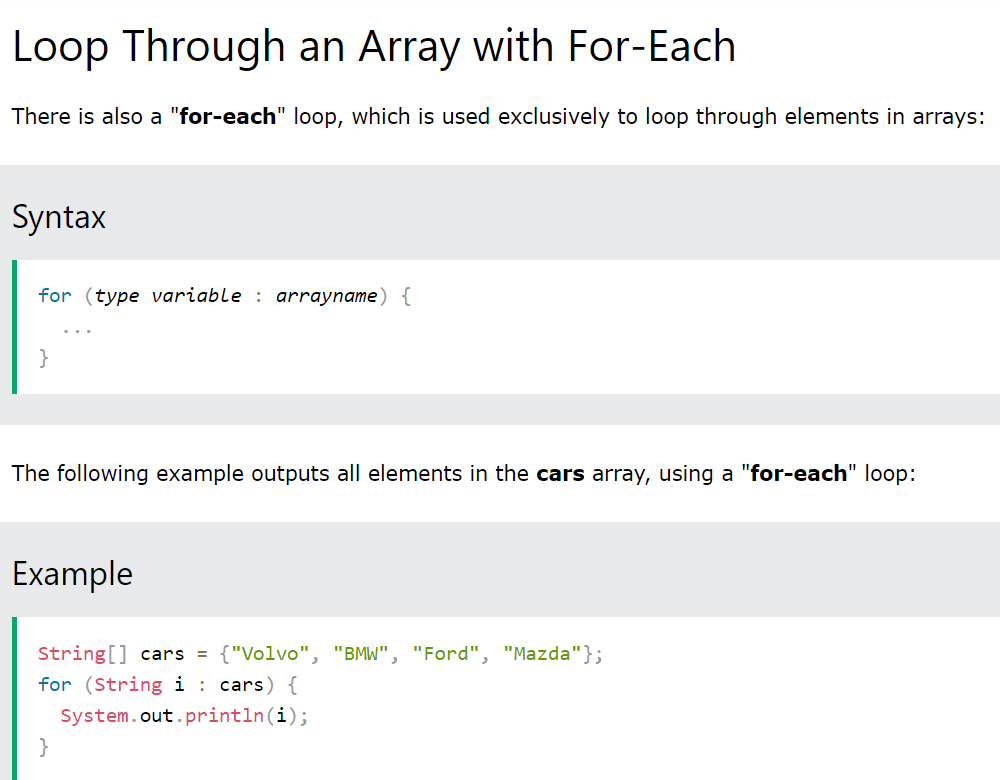 Loop Through an Array with For-Each
There is also a "for-each" loop, which is used exclusively to loop through elements in arrays:
Syntax
for (type variable : arrayname) {
  ...
}
The following example outputs all elements in the cars array, using a "for-each" loop:
Example
String[] cars = {"Volvo", "BMW", "Ford", "Mazda"};
for (String i : cars) {
  System.out.println(i);
}